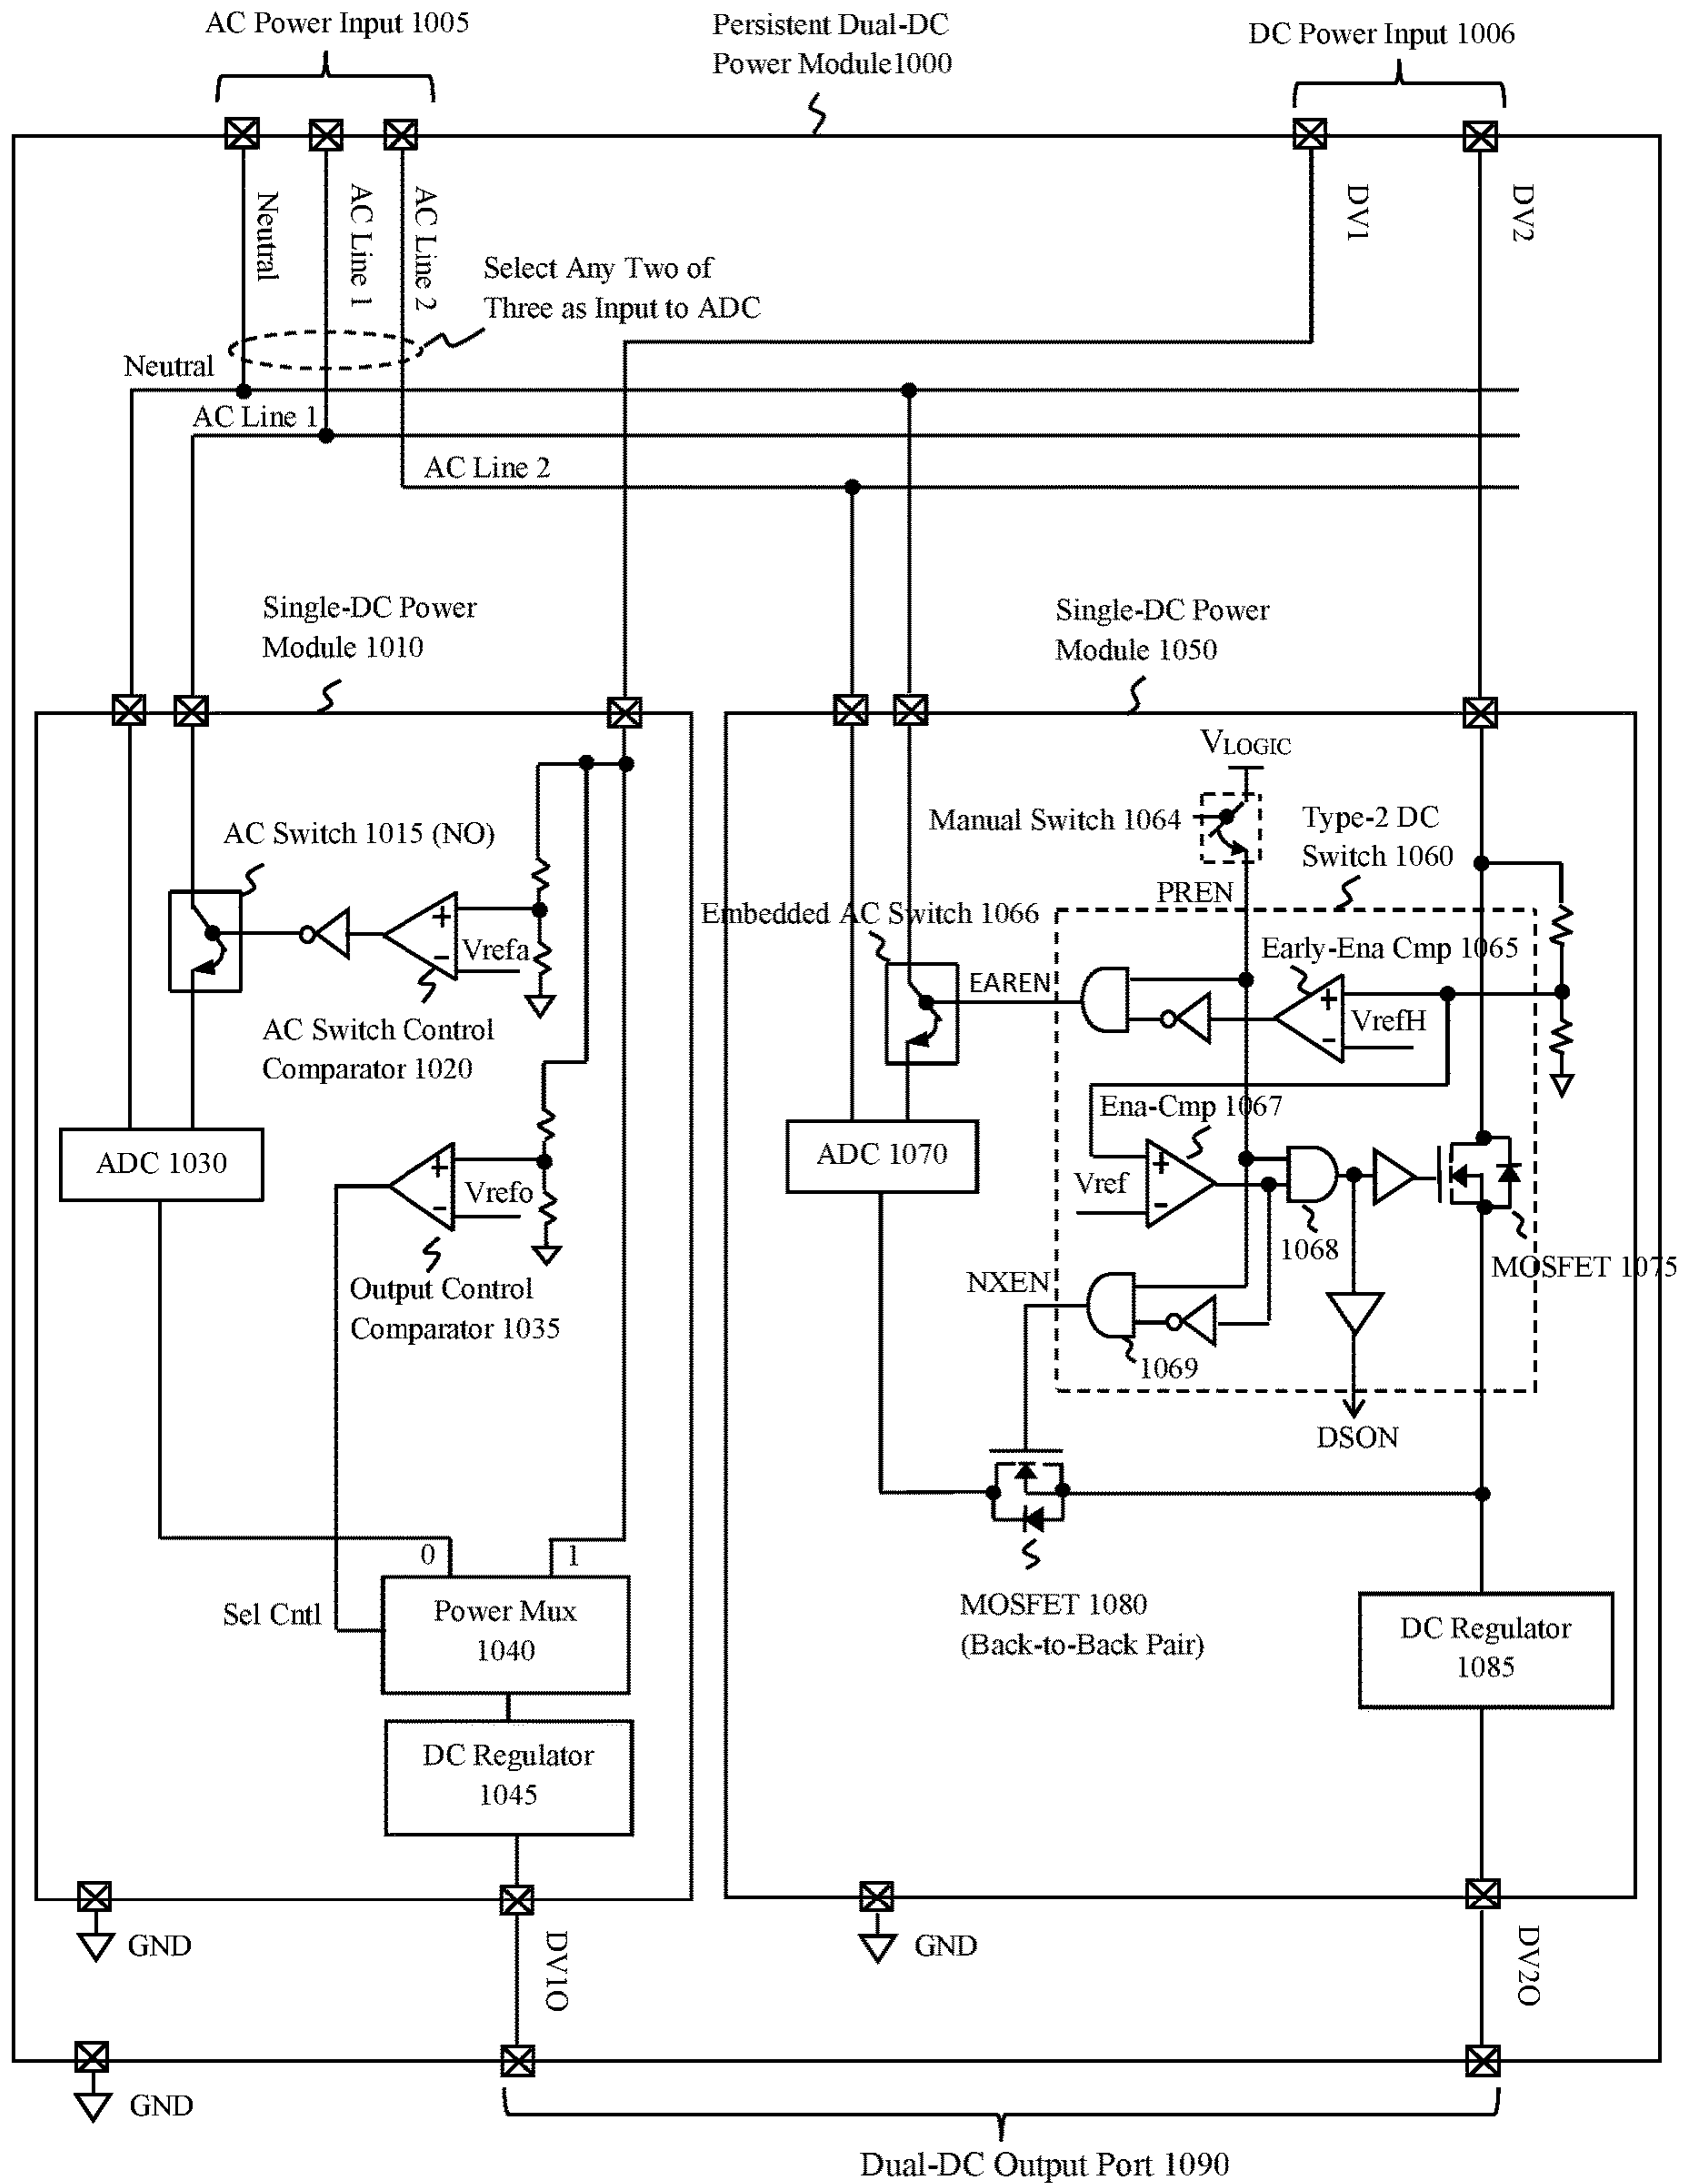 AC Power Input 1005
Persistent Dual-DC
Power Module1000
DC Power Input 1006
Neutral
AC Line 1
AC Line 2
DV1
DV2
Select Any Two of
Three as Input to ADC
Neutral
AC Line 1
AC Line 2
Single-DC Power
Module 1010
Single-DC Power
Module 1050
VLOGIC
Manual Switch 1064
Type-2 DC
Switch 1060
AC Switch 1015 (NO)
PREN
Embedded AC Switch 1066
+
Vrefa
-
Early-Ena Cmp 1065
EAREN
+
VrefH
-
AC Switch Control
Comparator 1020
Ena-Cmp 1067
ADC 1030
ADC 1070
+
Vrefo
-
Vref
+
-
1068
MOSFET 1075
Output Control
Comparator 1035
NXEN
1069
DSON
0
1
Sel Cntl
Power Mux
1040
MOSFET 1080
(Back-to-Back Pair)
DC Regulator
1085
DC Regulator
1045
GND
DV1O
GND
DV2O
GND
Dual-DC Output Port 1090